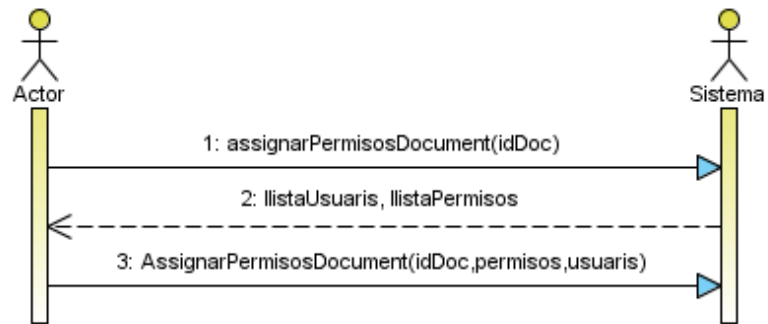 Actor
Sistema
1: assignarPermisosDocument(idDoc)
2: llistaUsuaris, llistaPermisos
3: AssignarPermisosDocument(idDoc,permisos,usuaris)